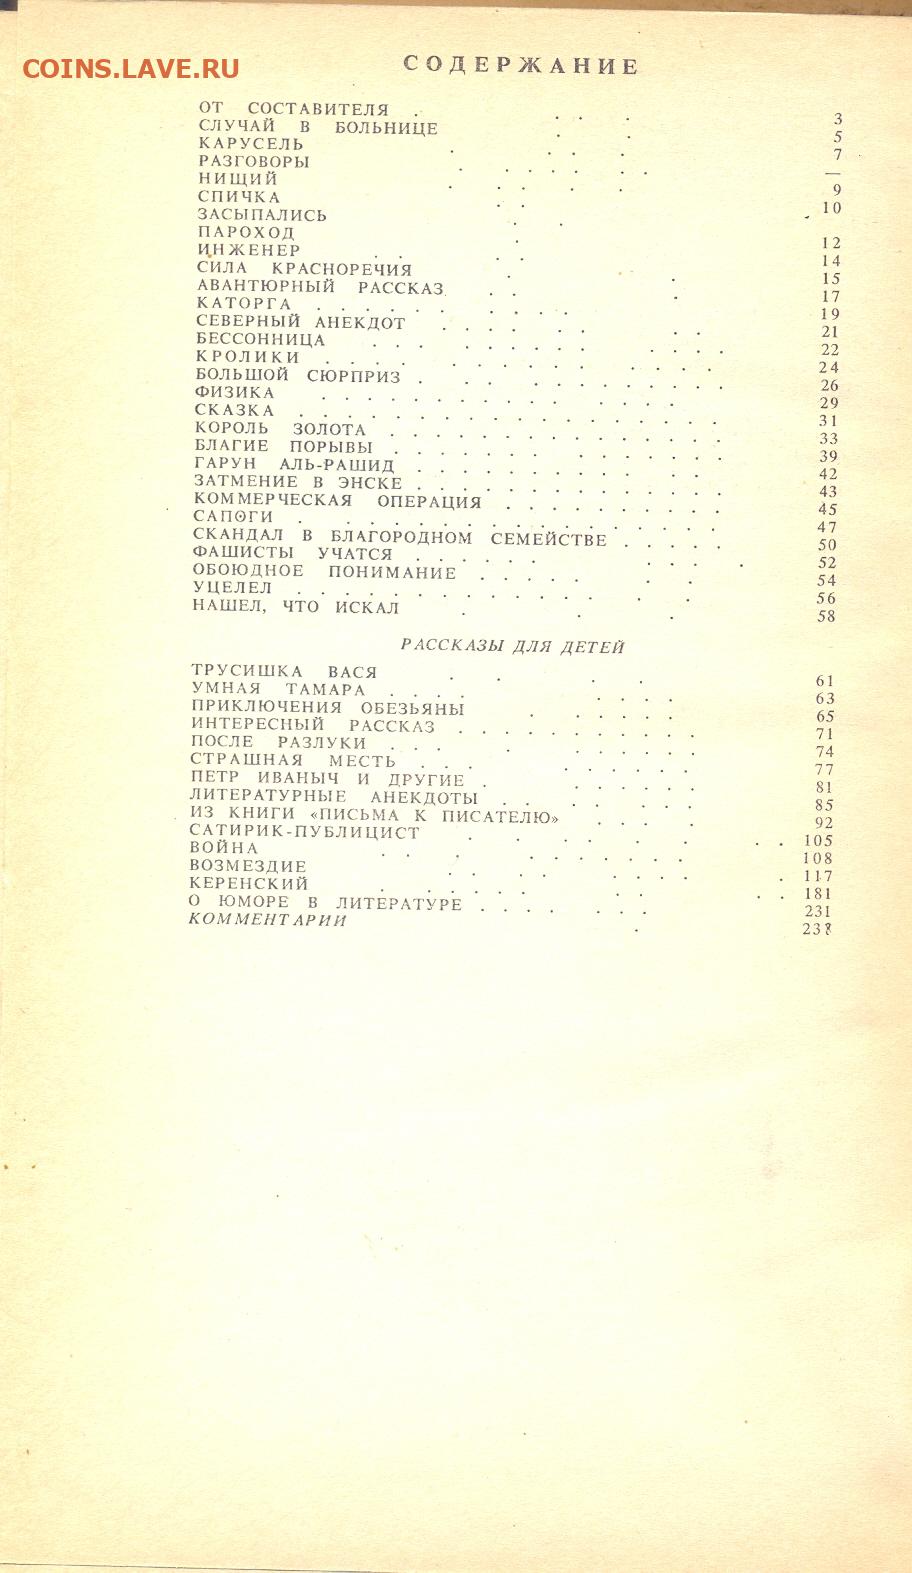 COINS.LAVE.RU
СОДЕРЖАНИЕ
ОТ СОСТАВИТЕЛЯ 3
СЛУЧАЙ В БОЛЬНИЦЕ 5
КАРУСЕЛЬ 7
РАЗГОВОРЫ —
НИЩИЙ 9
СПИЧКА 10
ЗАСЫПАЛИСЬ
ПАРОХОД 12
ИНЖЕНЕР 14
СИЛА КРАСНОРЕЧИЯ 15
АВАНТЮРНЫЙ РАССКАЗ 17
КАТОРГА 19
СЕВЕРНЫЙ АНЕКДОТ 21
БЕССОННИЦА 22
КРОЛИКИ 24
БОЛЬШОЙ СЮРПРИЗ 26
ФИЗИКА 29
СКАЗКА 31
КОРОЛЬ ЗОЛОТА 33
БЛАГИЕ ПОРЫВЫ 39
ГАРУН АЛЬ-РАШИД 42
ЗАТМЕНИЕ В ЭНСКЕ 43
КОММЕРЧЕСКАЯ ОПЕРАЦИЯ 45
САПОГИ 47
СКАНДАЛ В БЛАГОРОДНОМ СЕМЕЙСТВЕ 50
ФАШИСТЫ УЧАТСЯ 52
ОБОЮДНОЕ ПОНИМАНИЕ 54
УЦЕЛЕЛ 56
НАШЕЛ, ЧТО ИСКАЛ 58
РАССКАЗЫ ДЛЯ ДЕТЕЙ
ТРУСИШКА ВАСЯ 61
УМНАЯ ТАМАРА 63
ПРИКЛЮЧЕНИЯ ОБЕЗЬЯНЫ 65
ИНТЕРЕСНЫЙ РАССКАЗ 71
ПОСЛЕ РАЗЛУКИ 74
СТРАШНАЯ МЕСТЬ 77
ПЕТР ИВАНЫЧ И ДРУГИЕ 81
ЛИТЕРАТУРНЫЕ АНЕКДОТЫ 85
ИЗ КНИГИ «ПИСЬМА К ПИСАТЕЛЮ» 92
САТИРИК-ПУБЛИЦИСТ 105
ВОЙНА 108
ВОЗМЕЗДИЕ 117
КЕРЕНСКИЙ 181
О ЮМОРЕ В ЛИТЕРАТУРЕ 231
КОММЕНТАРИИ